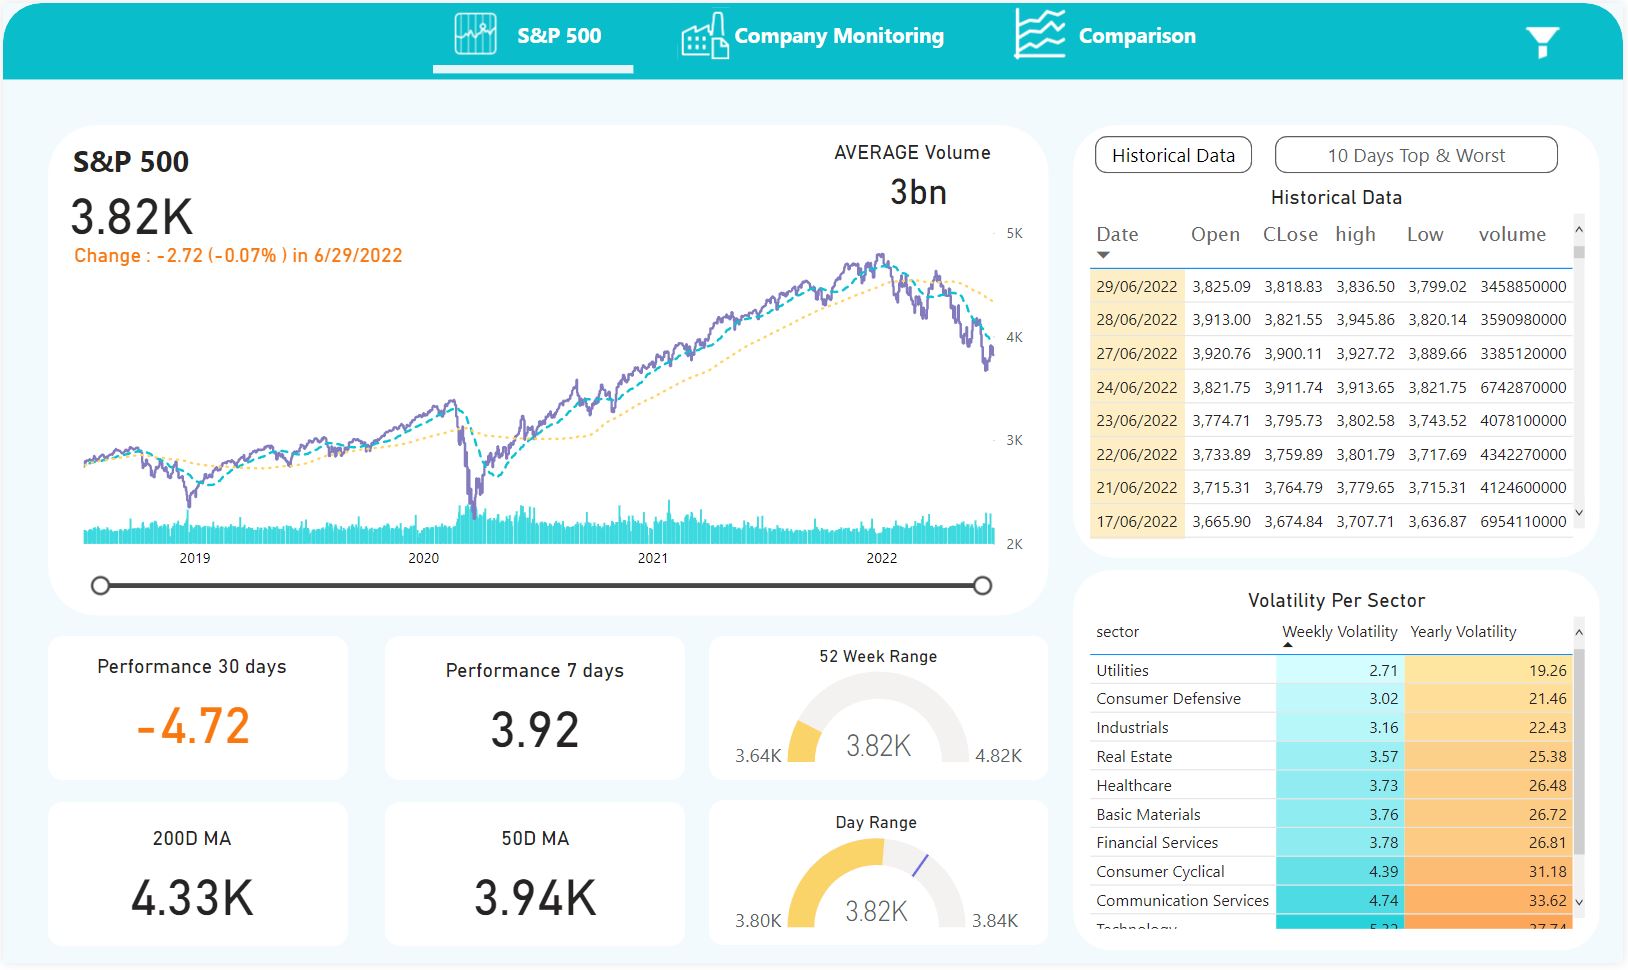 S&P 500 Company Monitoring Comparison
S&P 500
3.82K
Change : -2.72 (-0.07% ) in 6/29/2022
AVERAGE Volume
3bn
5K
4K
3K
2K
2019 2020 2021 2022
Performance 30 days
-4.72
Performance 7 days
3.92
52 Week Range
3.64K 3.82K 4.82K
200D MA
4.33K
50D MA
3.94K
Day Range
3.80K 3.82K 3.84K
Historical Data 10 Days Top & Worst
Historical Data
Date Open CLose high Low volume
29/06/2022 3,825.09 3,818.83 3,836.50 3,799.02 3458850000
28/06/2022 3,913.00 3,821.55 3,945.86 3,820.14 3590980000
27/06/2022 3,920.76 3,900.11 3,927.72 3,889.66 3385120000
24/06/2022 3,821.75 3,911.74 3,913.65 3,821.75 6742870000
23/06/2022 3,774.71 3,795.73 3,802.58 3,743.52 4078100000
22/06/2022 3,733.89 3,759.89 3,801.79 3,717.69 4342270000
21/06/2022 3,715.31 3,764.79 3,779.65 3,715.31 4124600000
17/06/2022 3,665.90 3,674.84 3,707.71 3,636.87 6954110000
Volatility Per Sector
sector Weekly Volatility Yearly Volatility
Utilities 2.71 19.26
Consumer Defensive 3.02 21.46
Industrials 3.16 22.43
Real Estate 3.57 25.38
Healthcare 3.73 26.48
Basic Materials 3.76 26.72
Financial Services 3.78 26.81
Consumer Cyclical 4.39 31.18
Communication Services 4.74 33.62
Technology